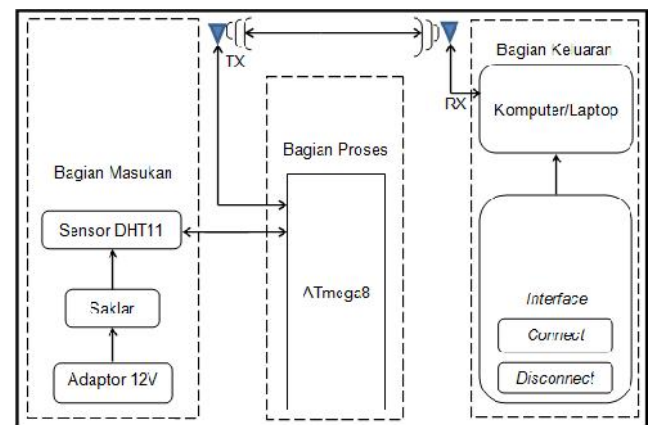 TX
RX
Bagian Keluaran
Komputer/Laptop
Bagian Proses
Bagian Masukan
Sensor DHT11
ATmega8
Saklar
Interface
Connect
Adaptor 12V
Disconnect